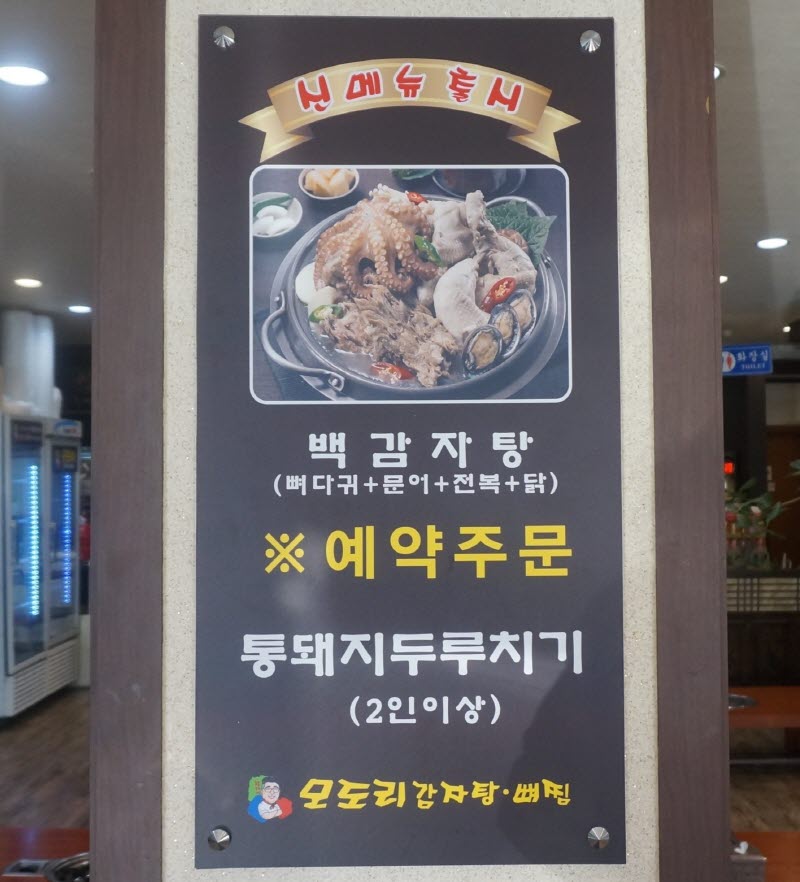 신메뉴 출시
백감자탕
(뼈다귀+문어+전복+닭)
※예약주문
통돼지두루치기
(2인이상)
모도리감자탕·뼈찜
화장실
TOILET